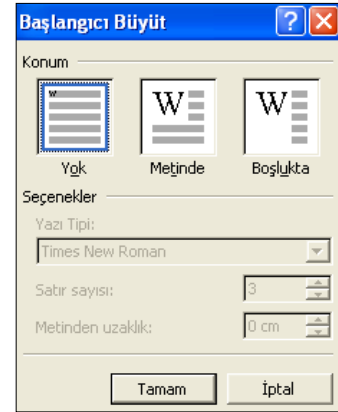 Başlangıcı Büyüt
Konum
W W W
Yok Metinde Boşlukta
Seçenekler
Yazı Tipi:
Times New Roman
Satır sayısı: 3
Metinden uzaklık: 0 cm
Tamam İptal